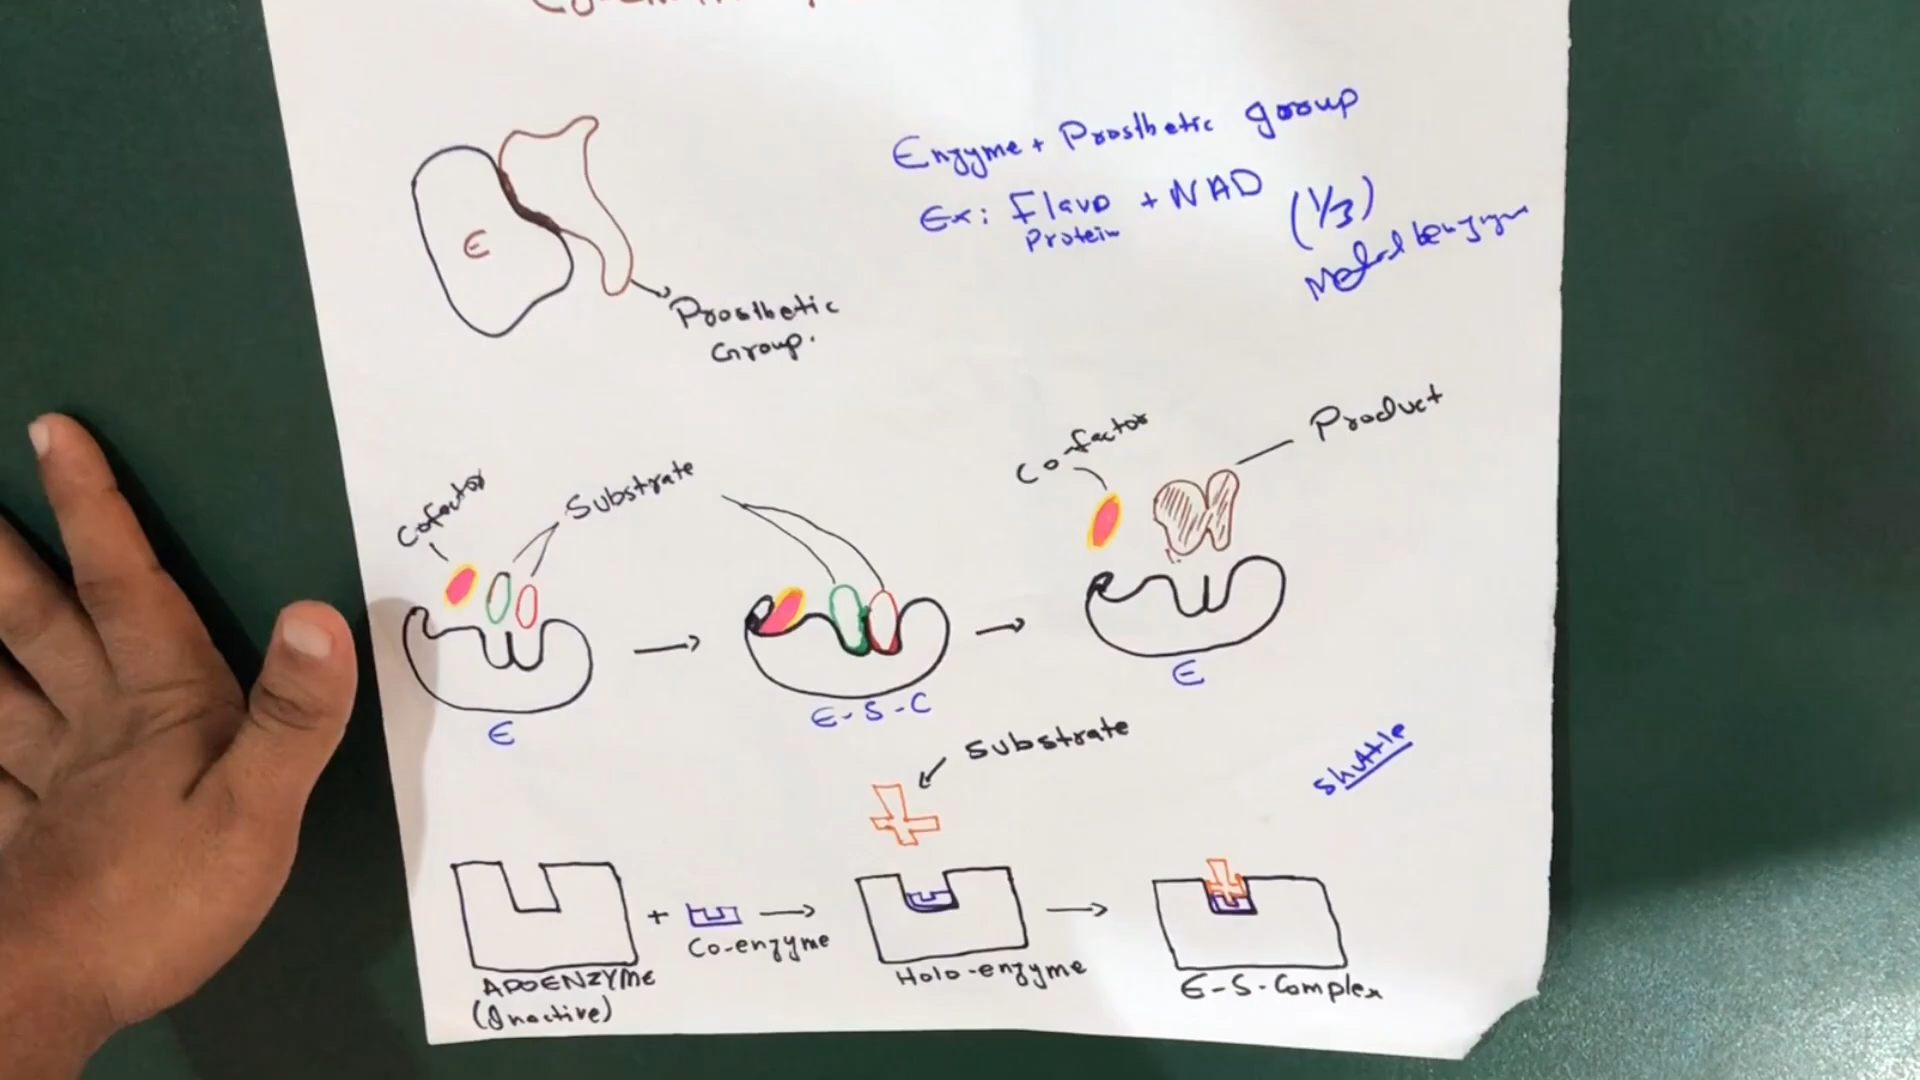 Enzyme + Prosthetic group
Ex: Flavo + NAD (1/3)
Protein
E
Prosthetic
Group.
Cofactor
Substrate
Co-factor
Product
E
E-S-C
E
Substrate
shuttle
+
Co-enzyme
APOENZYME
(Inactive)
Holo-enzyme
E-S-Complex